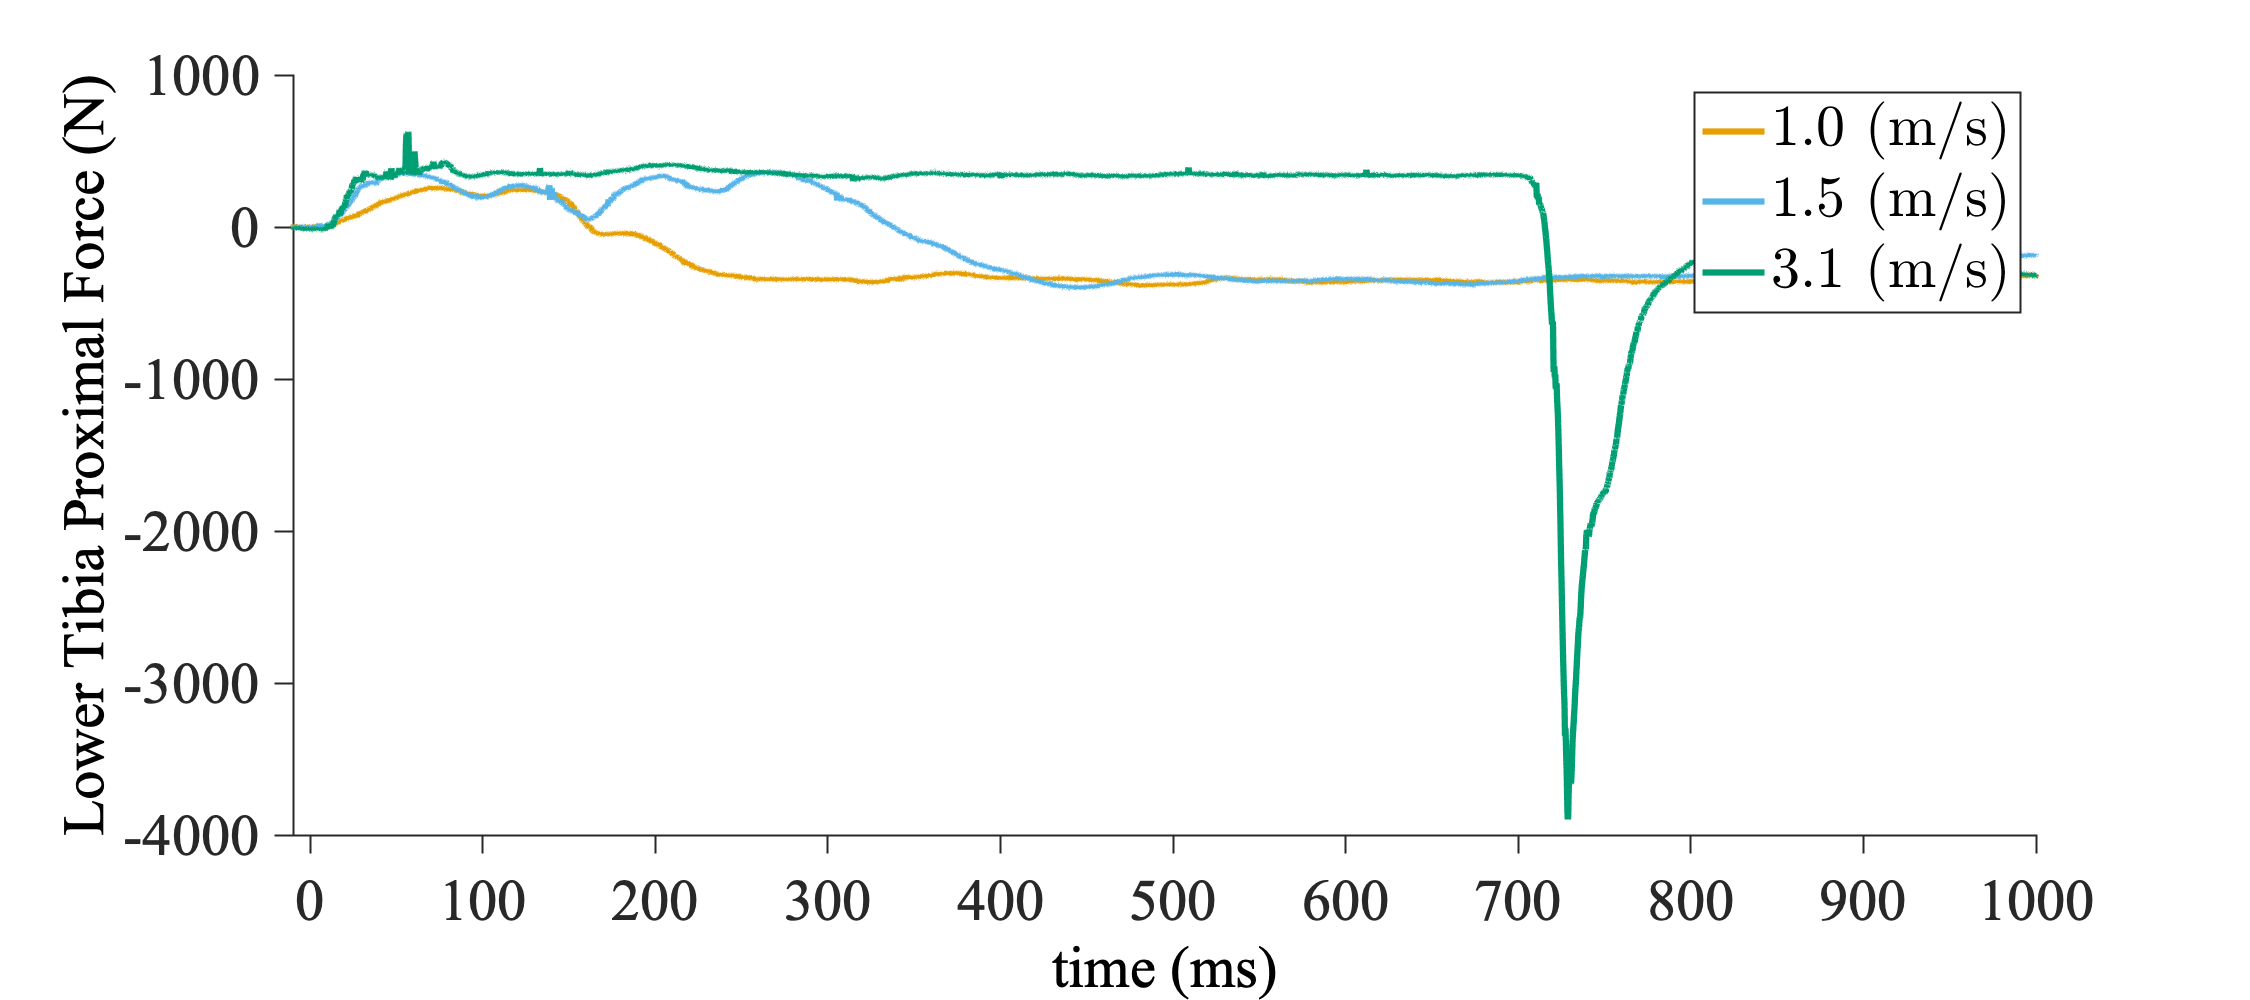 Lower Tibia Proximal Force (N)
1000
0
-1000
-2000
-3000
-4000
1.0 (m/s)
1.5 (m/s)
3.1 (m/s)
0 100 200 300 400 500 600 700 800 900 1000
time (ms)